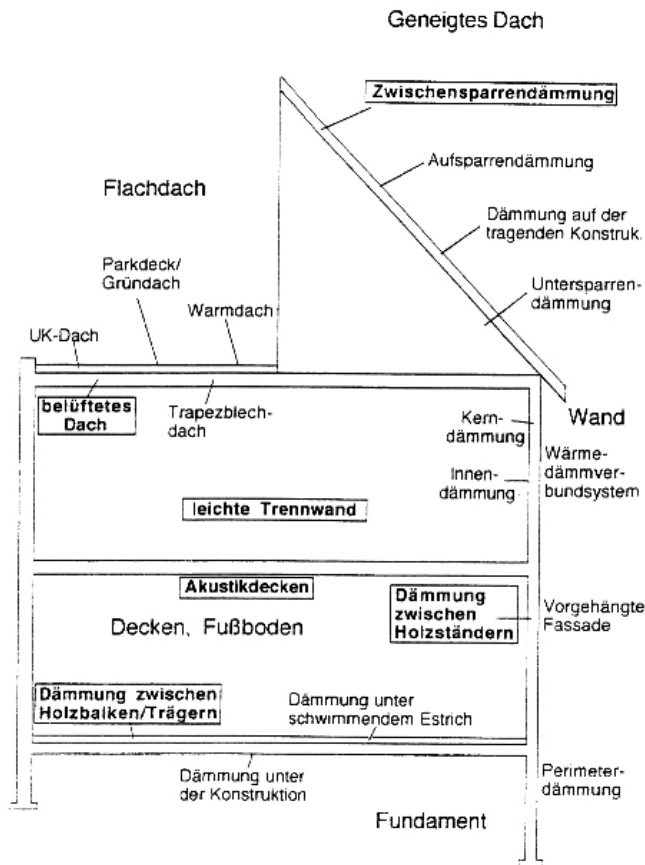 Geneigtes Dach
Zwischensparrendämmung
Aufsparrendämmung
Flachdach
Dämmung auf der
tragenden Konstruk.
Parkdeck/
Gründach
Untersparren-
dämmung
Warmdach
UK-Dach
belüftetes
Dach
Trapezblech-
dach
Wand
Kern-
dämmung
Wärme-
dämmver-
bundsystem
Innen-
dämmung
leichte Trennwand
Akustikdecken
Dämmung
zwischen
Holzständern
Vorgehängte
Fassade
Decken, Fußboden
Dämmung zwischen
Holzbalken/Trägern
Dämmung unter
schwimmendem Estrich
Dämmung unter
der Konstruktion
Perimeter-
dämmung
Fundament